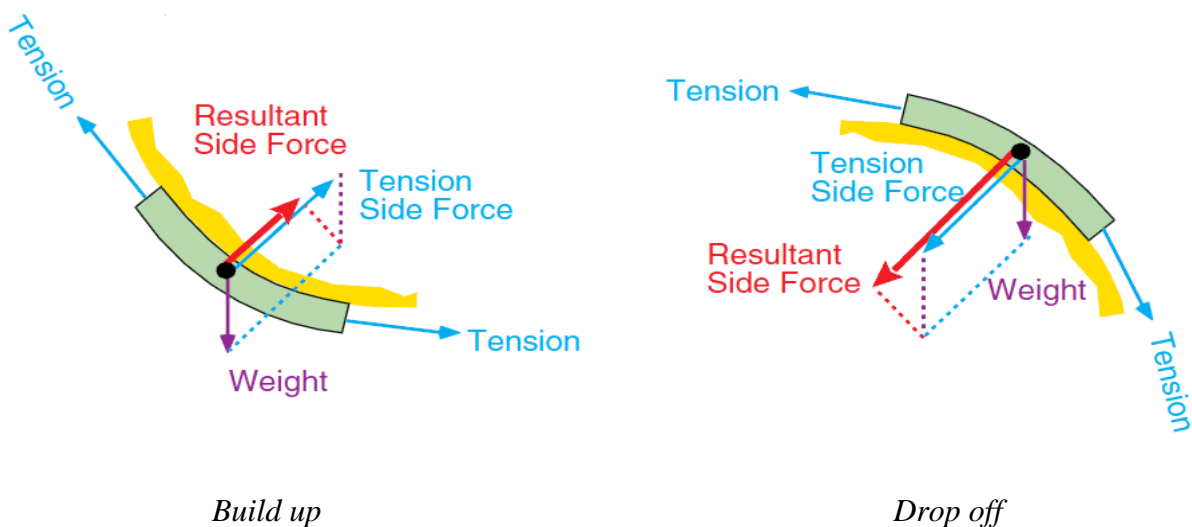 Tension
Resultant
Side Force
Tension
Side Force
Tension
Weight
Build up
Tension
Tension
Side Force
Resultant
Side Force
Weight
Tension
Drop off